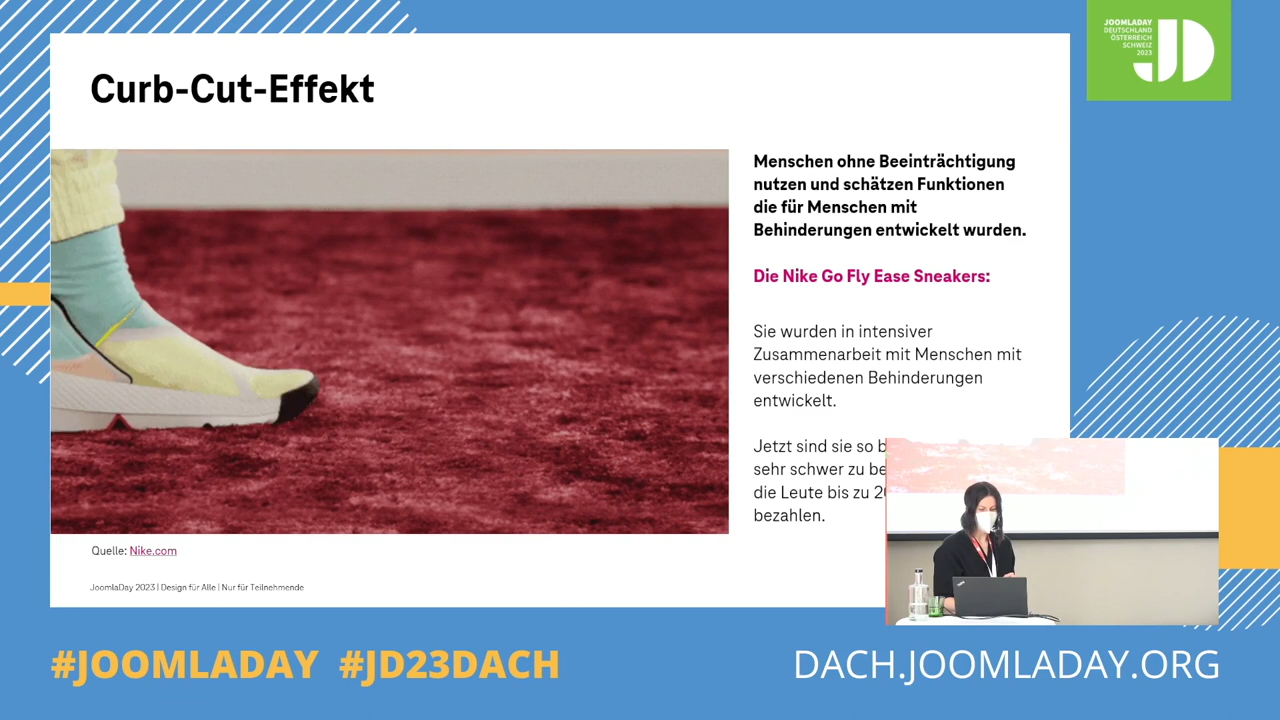 JOOMLADAY
DEUTSCHLAND
ÖSTERREICH
SCHWEIZ
2023
JD
Curb-Cut-Effekt
Menschen ohne Beeinträchtigung
nutzen und schätzen Funktionen
die für Menschen mit
Behinderungen entwickelt wurden.
Die Nike Go Fly Ease Sneakers:
Sie wurden in intensiver
Zusammenarbeit mit Menschen mit
verschiedenen Behinderungen
entwickelt.
Jetzt sind sie so
sehr schwer zu
die Leute bis zu
bezahlen.
Quelle: Nike.com
JoomlaDay 2023 | Design für Alle | Nur für Teilnehmende
#JOOMLADAY #JD23DACH
DACH.JOOMLADAY.ORG